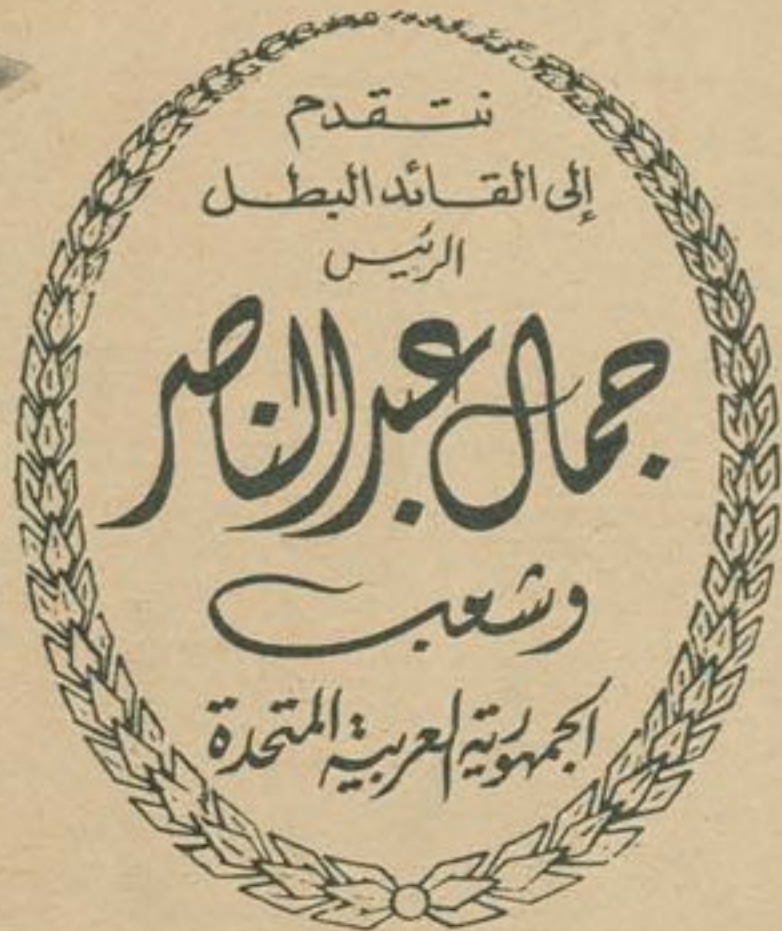 نتقدم
إلى القائد البطل
الرئيس
جمال عبد الناصر
وشعب
الجمهورية العربية المتحدة